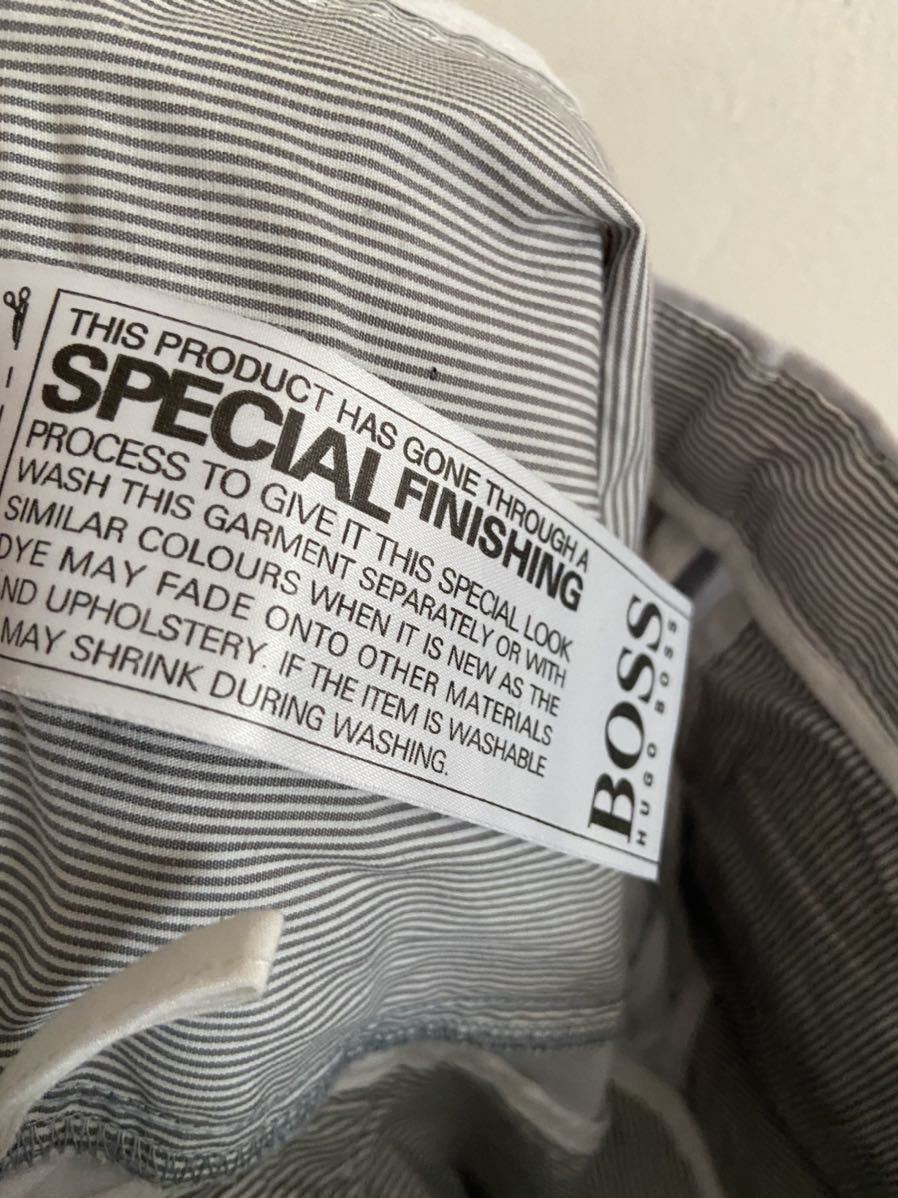 THIS PRODUCT HAS GONE THROUGH A
SPECIAL FINISHING
PROCESS TO GIVE IT THIS SPECIAL LOOK
WASH THIS GARMENT SEPARATELY OR WITH
SIMILAR COLOURS WHEN IT IS NEW AS THE
DYE MAY FADE ONTO OTHER MATERIALS
ND UPHOLSTERY. IF THE ITEM IS WASHABLE
MAY SHRINK DURING WASHING.
BOSS
HUGO BOSS